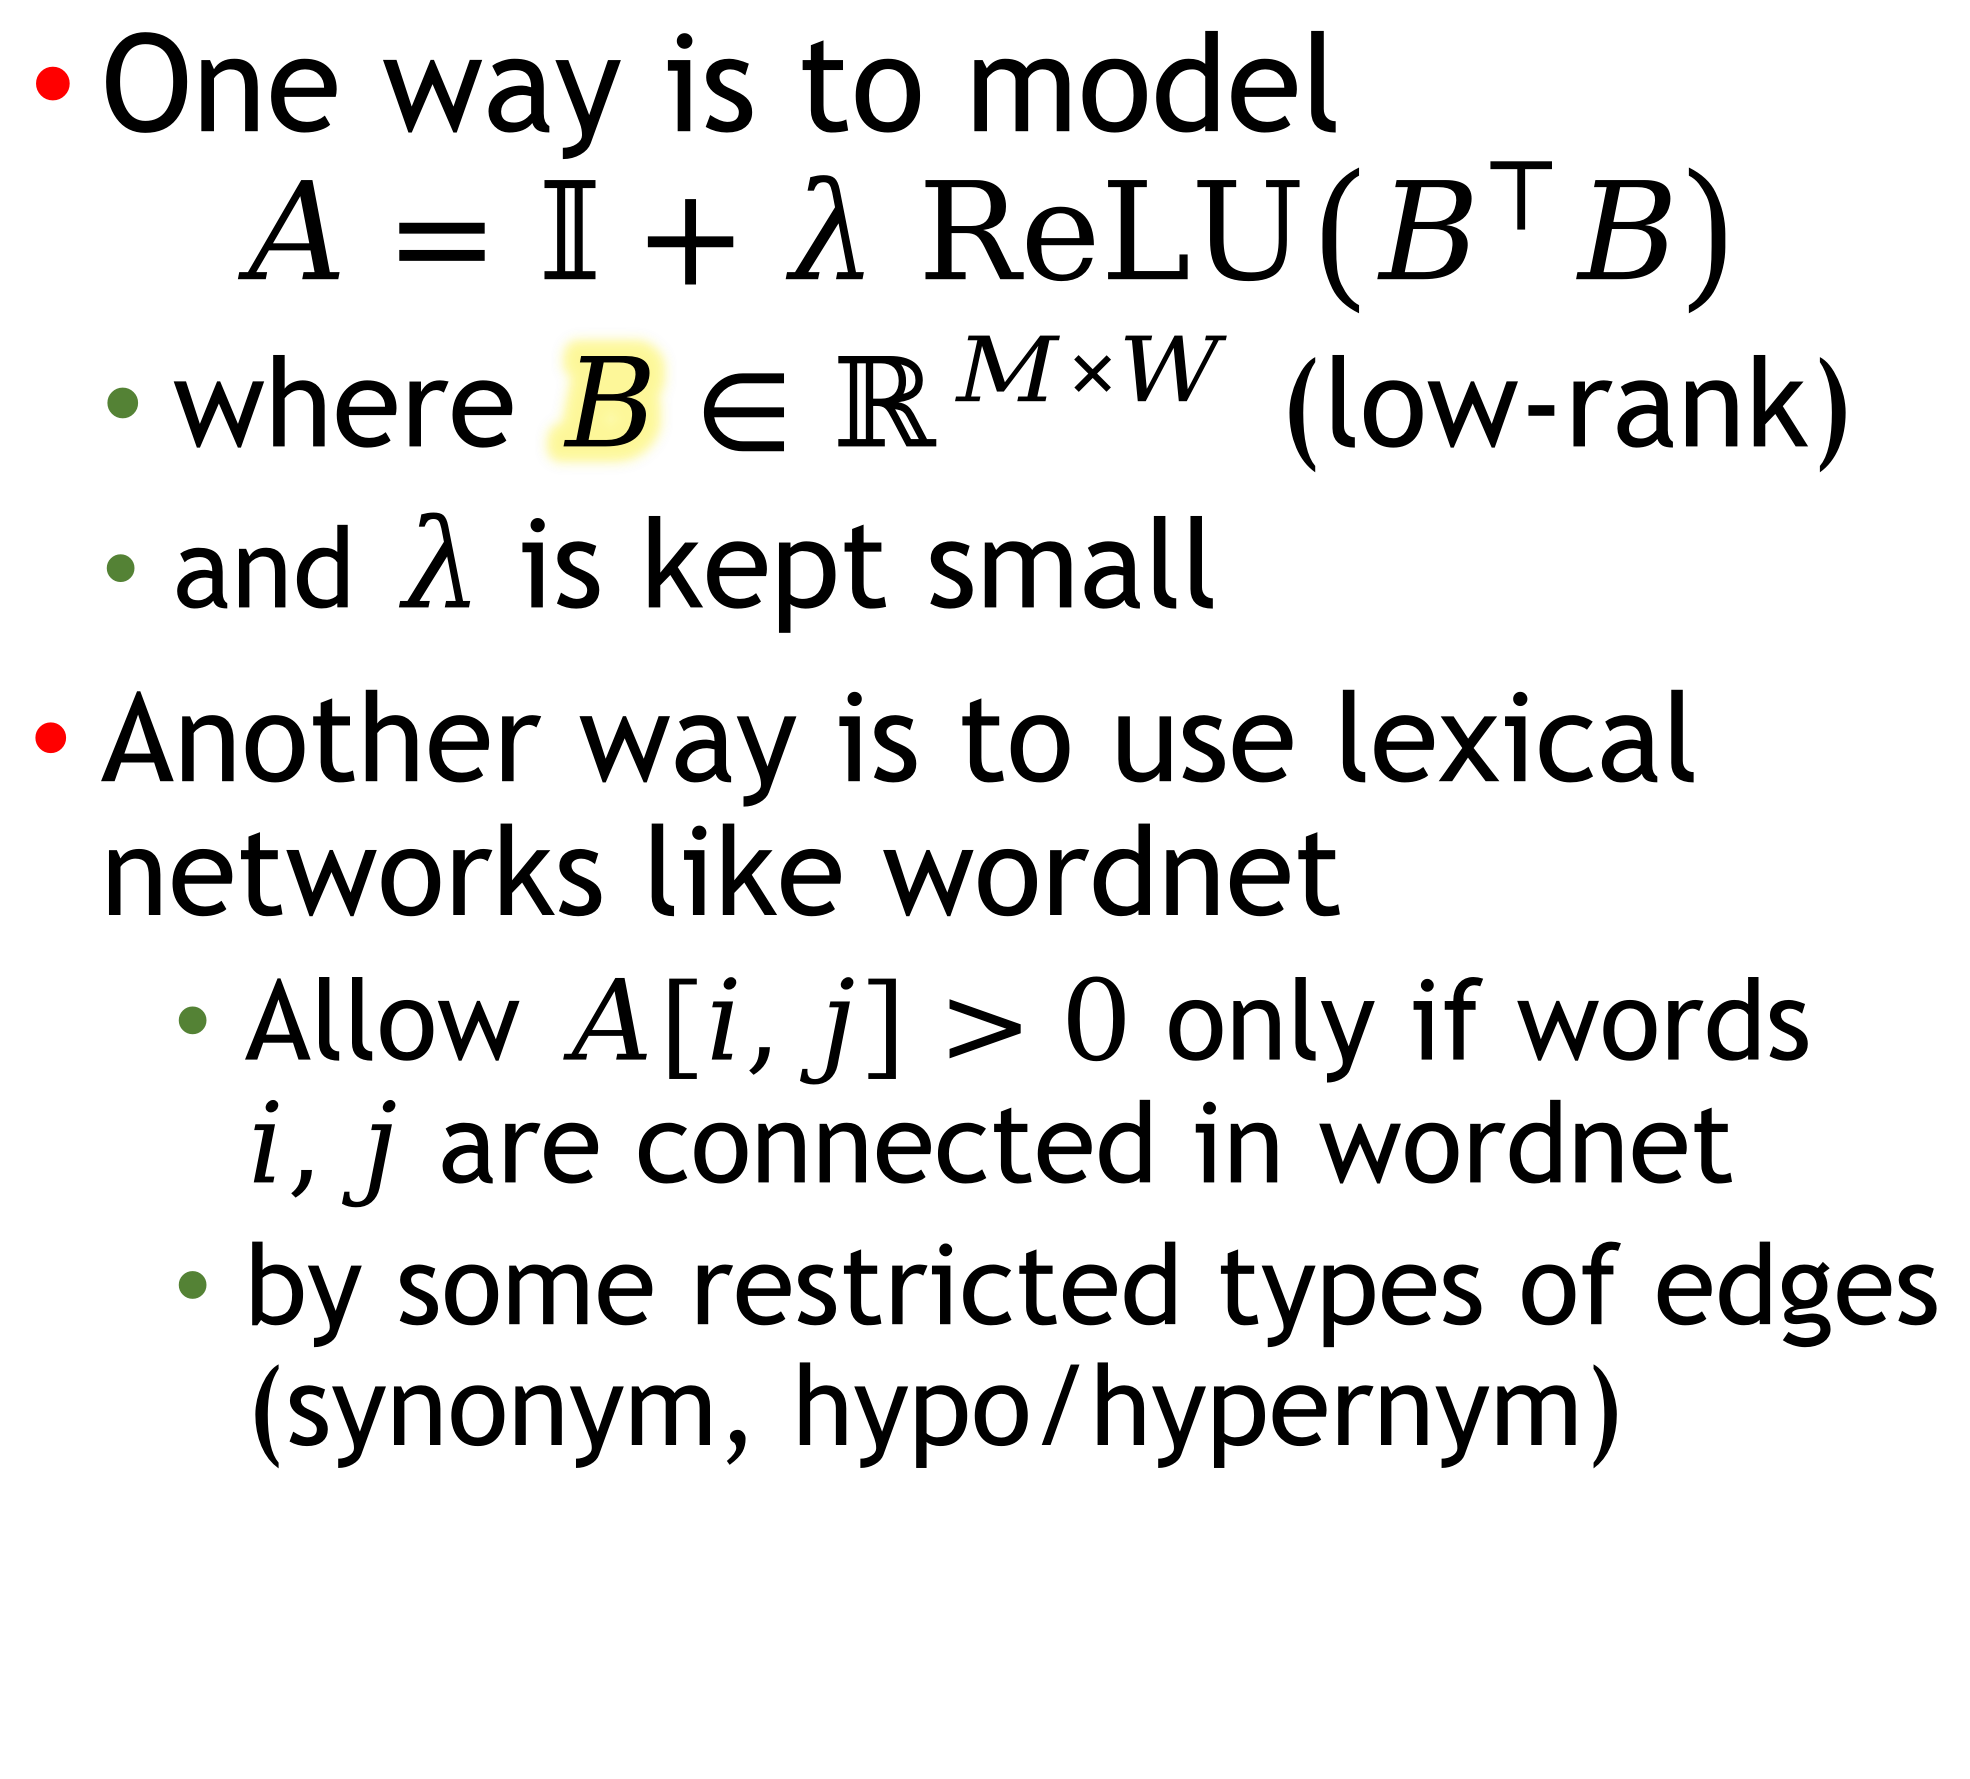 • One way is to model
A = 𝕀 + λ ReLU(B⊤B)
• where B ∈ ℝ^{M×W} (low-rank)
• and λ is kept small
• Another way is to use lexical
networks like wordnet
• Allow A[i, j] > 0 only if words
i, j are connected in wordnet
• by some restricted types of edges
(synonym, hypo/hypernym)